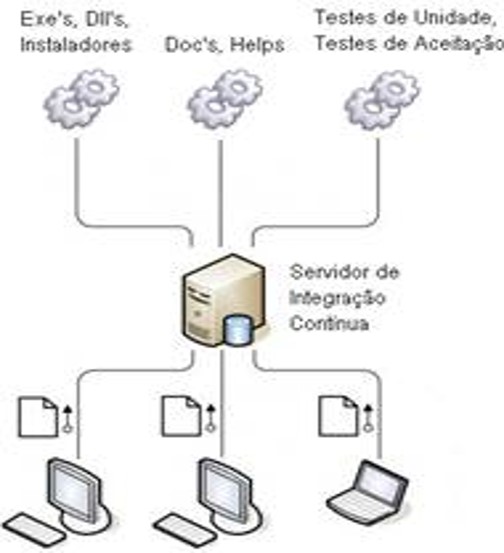 Exe's, Dll's,
Instaladores
Doc's, Helps
Testes de Unidade,
Testes de Aceitação
Servidor de
Integração
Contínua